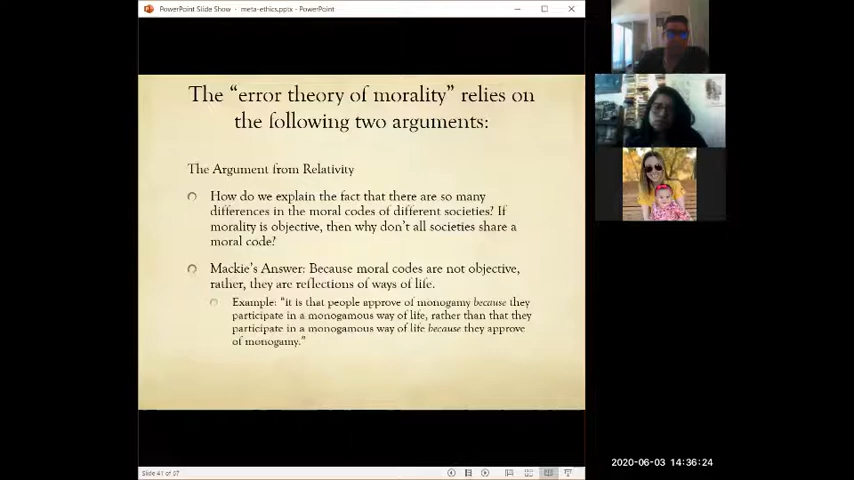 PowerPoint Slide Show - meta-ethics.pptx - PowerPoint
The “error theory of morality” relies on
the following two arguments:
The Argument from Relativity
How do we explain the fact that there are so many
differences in the moral codes of different societies? If
morality is objective, then why don’t all societies share a
moral code?
Mackie’s Answer: Because moral codes are not objective,
rather, they are reflections of ways of life.
Example: “it is that people approve of monogamy because they
participate in a monogamous way of life, rather than that they
participate in a monogamous way of life because they approve
of monogamy.”
Slide 41 of 57
2020-06-03 14:36:24